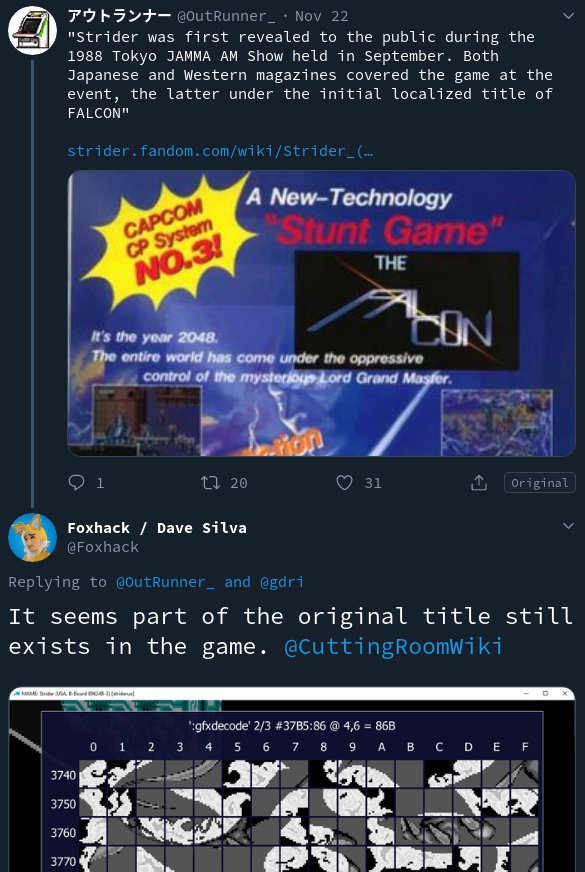 アウトランナー @OutRunner_ · Nov 22
"Strider was first revealed to the public during the
1988 Tokyo JAMMA AM Show held in September. Both
Japanese and Western magazines covered the game at the
event, the latter under the initial localized title of
FALCON"
strider.fandom.com/wiki/Strider_(…
CAPCOM
CP System
NO.3!
A New-Technology
"Stunt Game"
THE
FALCON
It's the year 2048.
The entire world has come under the oppressive
control of the mysterious Lord Grand Master.
1 20 31 Original
Foxhack / Dave Silva
@Foxhack
Replying to @OutRunner_ and @gdri
It seems part of the original title still
exists in the game. @CuttingRoomWiki
MAME: Strider (USA, B-Board 89624B-3) [striderua]
':gfxdecode' 2/3 #37B5:86 @ 4,6 = 86B
0 1 2 3 4 5 6 7 8 9 A B C D E F
3740
3750
3760
3770